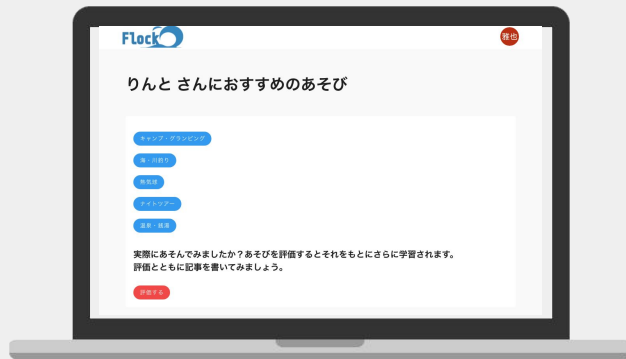 Flock
雅也
りんと さんにおすすめのあそび
キャンプ・グランピング
海・川釣り
熱気球
ナイトツアー
温泉・銭湯
実際にあそんでみましたか？あそびを評価するとそれをもとにさらに学習されます。
評価とともに記事を書いてみましょう。
評価する